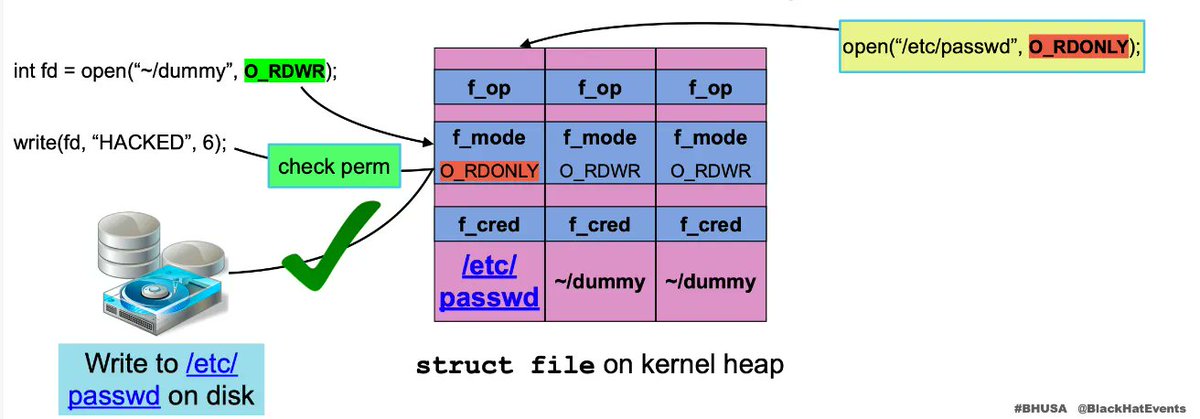 open(“/etc/passwd”, O_RDONLY);
int fd = open(“~/dummy”, O_RDWR);
write(fd, “HACKED”, 6);
check perm
f_op f_op f_op
f_mode f_mode f_mode
O_RDONLY O_RDWR O_RDWR
f_cred f_cred f_cred
/etc/
passwd
~/dummy ~/dummy
Write to /etc/
passwd on disk
struct file on kernel heap
#BHUSA @BlackHatEvents